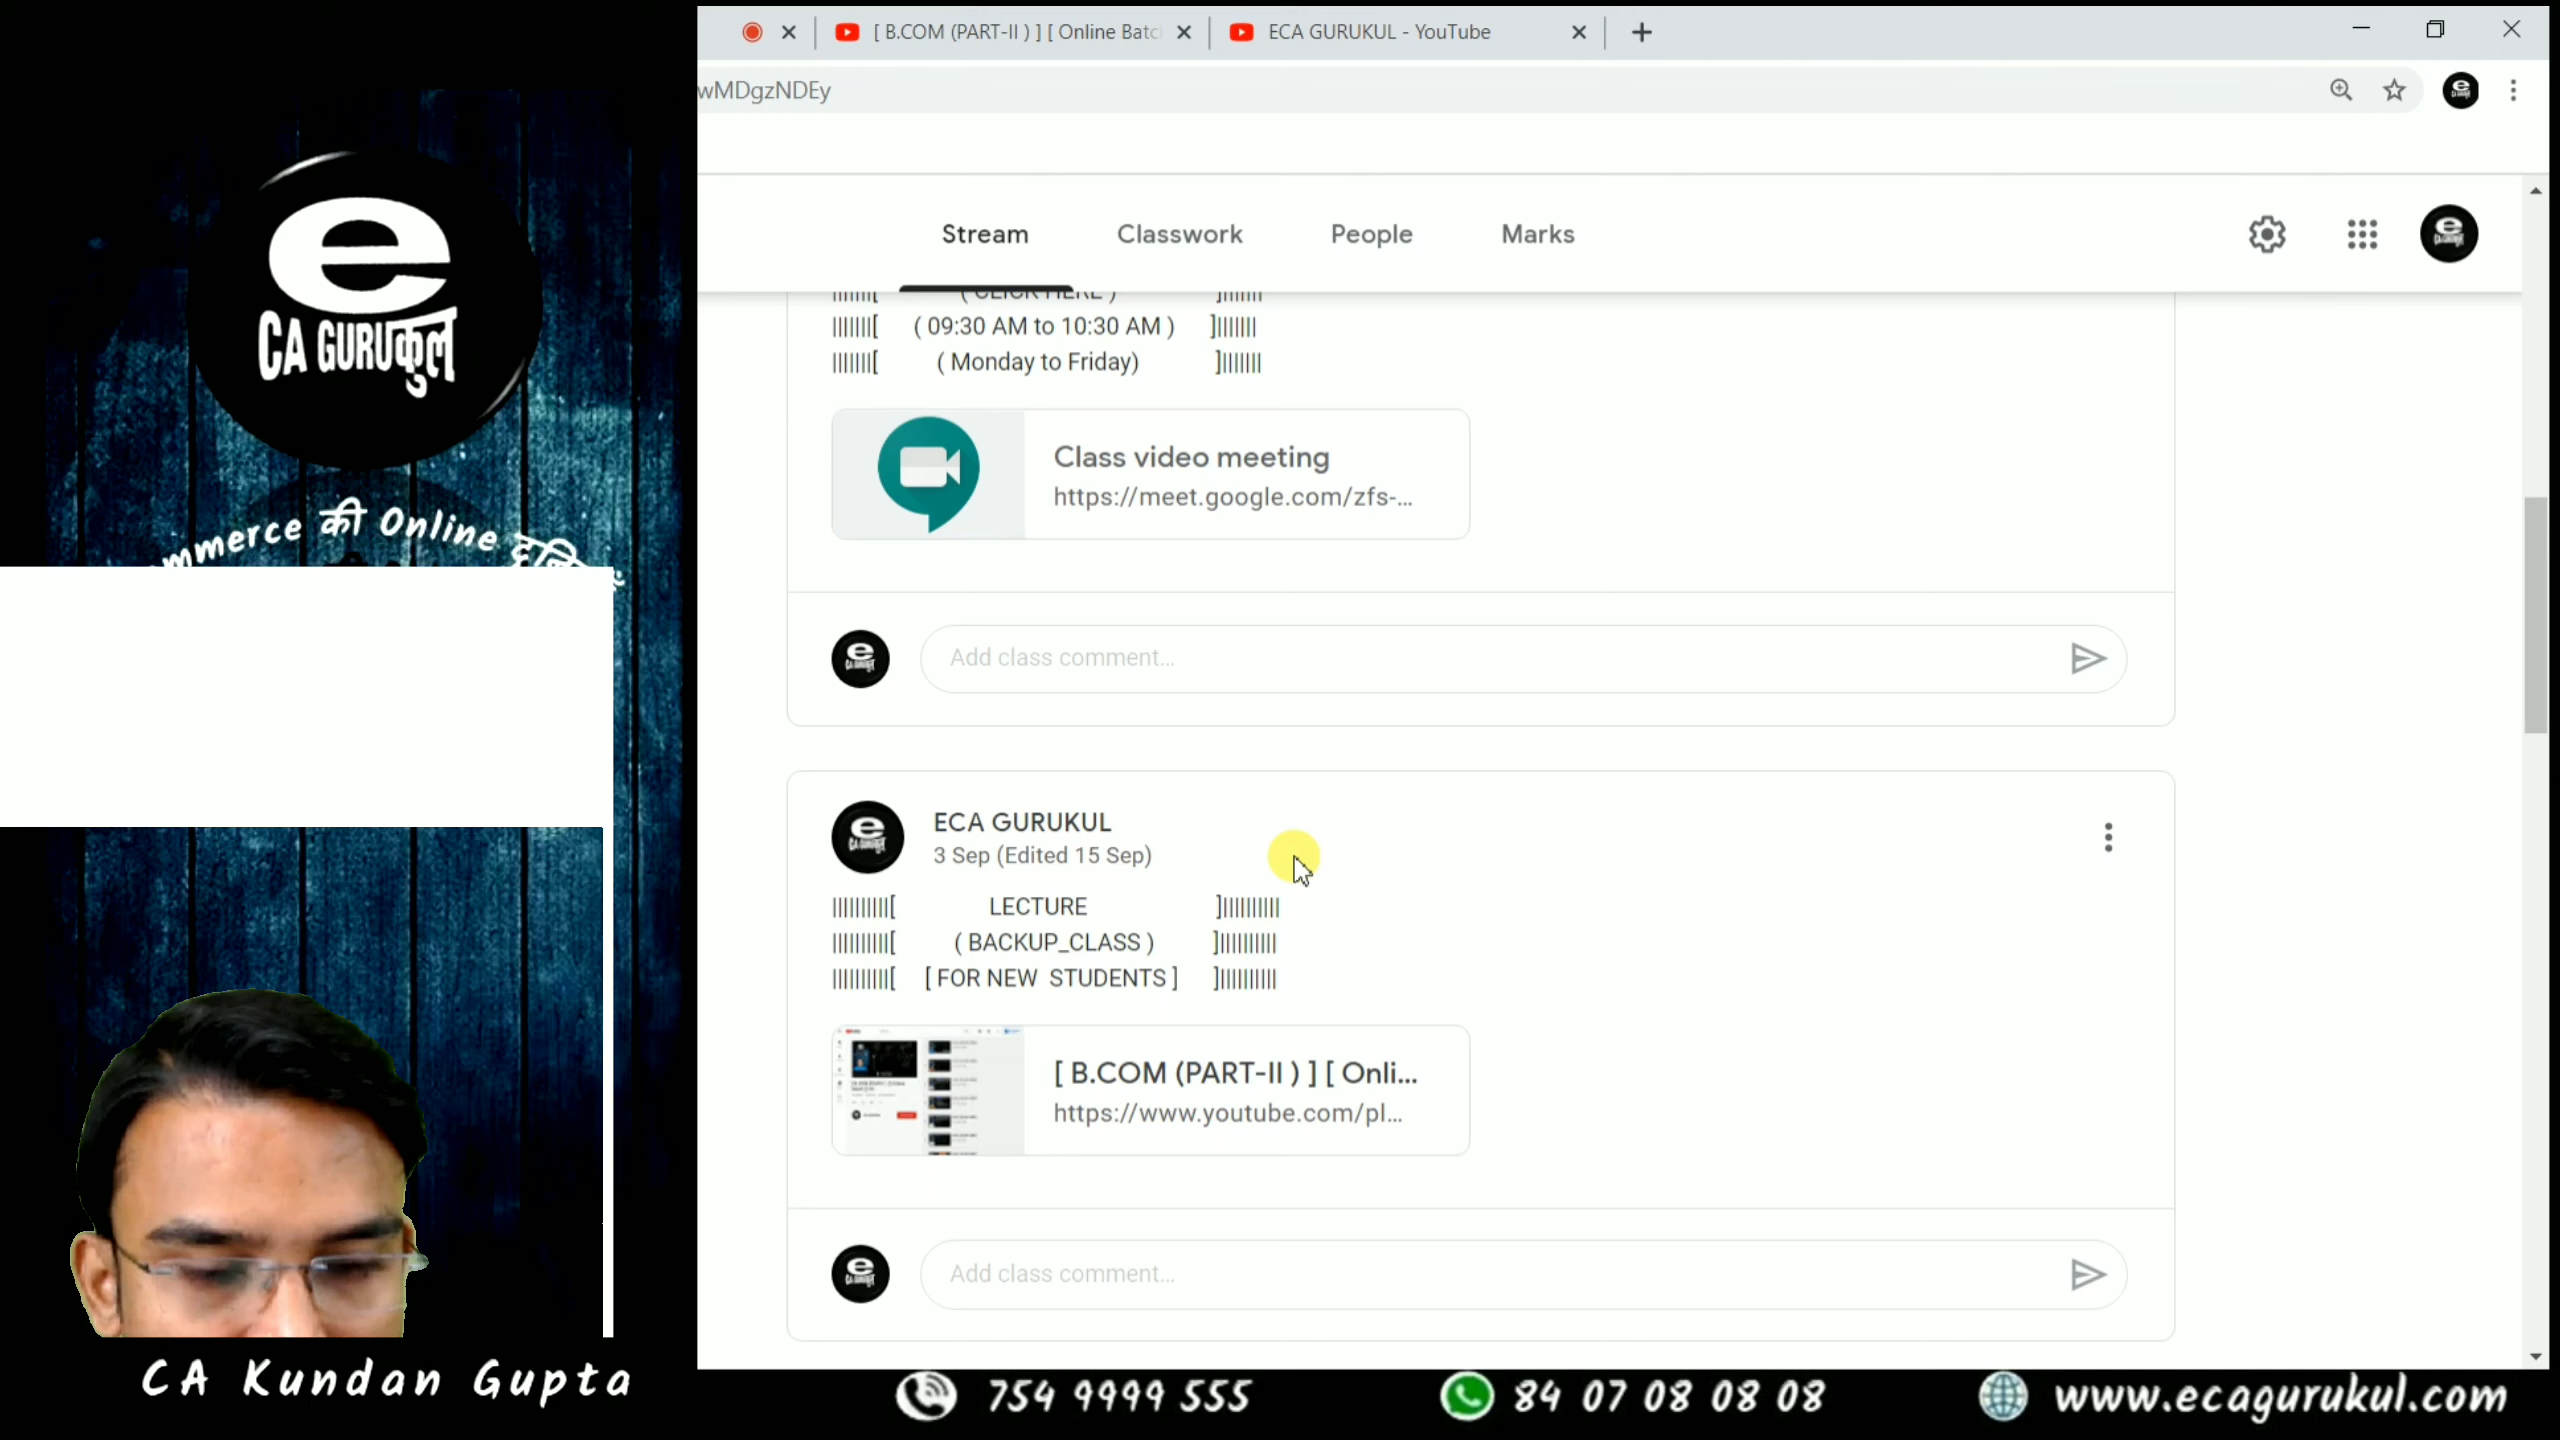 [ B.COM (PART-II ) ] [ Online Batc
ECA GURUKUL - YouTube
wMDgzNDEy
Stream
Classwork
People
Marks
|||||||[ ( CLICK HERE ) ]|||||||
|||||||[ ( 09:30 AM to 10:30 AM ) ]|||||||
|||||||[ ( Monday to Friday) ]|||||||
Class video meeting
https://meet.google.com/zfs-...
Add class comment...
ECA GURUKUL
3 Sep (Edited 15 Sep)
||||||||||[ LECTURE ]||||||||||
||||||||||[ ( BACKUP_CLASS ) ]||||||||||
||||||||||[ [ FOR NEW STUDENTS ] ]||||||||||
[ B.COM (PART-II ) ] [ Onli...
https://www.youtube.com/pl...
Add class comment...
e
CA GURUकुल
mmerce की Online
CA Kundan Gupta
754 9999 555
84 07 08 08 08
www.ecagurukul.com